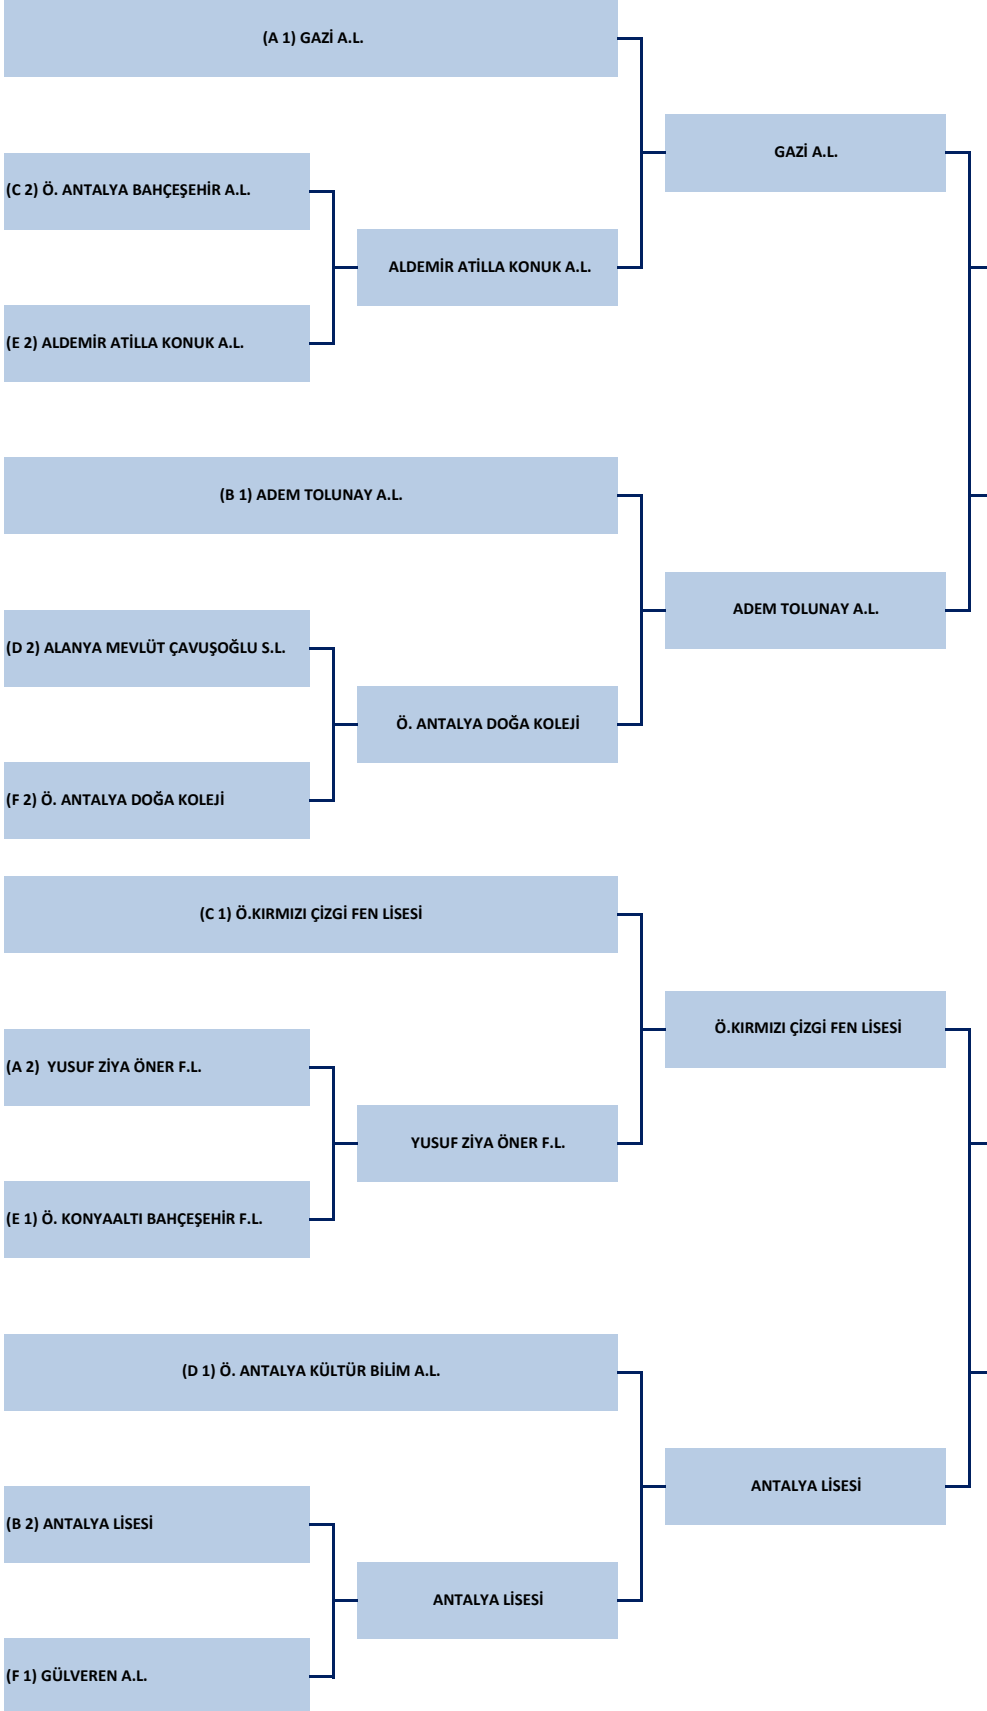 (A 1) GAZİ A.L.
GAZİ A.L.
(C 2) Ö. ANTALYA BAHÇEŞEHİR A.L.
ALDEMİR ATILLA KONUK A.L.
(E 2) ALDEMİR ATİLLA KONUK A.L.
(B 1) ADEM TOLUNAY A.L.
ADEM TOLUNAY A.L.
(D 2) ALANYA MEVLÜT ÇAVUŞOĞLU S.L.
Ö. ANTALYA DOĞA KOLEJİ
(F 2) Ö. ANTALYA DOĞA KOLEJİ
(C 1) Ö.KIRMIZI ÇİZGİ FEN LİSESİ
Ö.KIRMIZI ÇİZGİ FEN LİSESİ
(A 2)  YUSUF ZİYA ÖNER F.L.
YUSUF ZİYA ÖNER F.L.
(E 1) Ö. KONYAALTI BAHÇEŞEHİR F.L.
(D 1) Ö. ANTALYA KÜLTÜR BİLİM A.L.
ANTALYA LİSESİ
(B 2) ANTALYA LİSESİ
ANTALYA LİSESİ
(F 1) GÜLVEREN A.L.